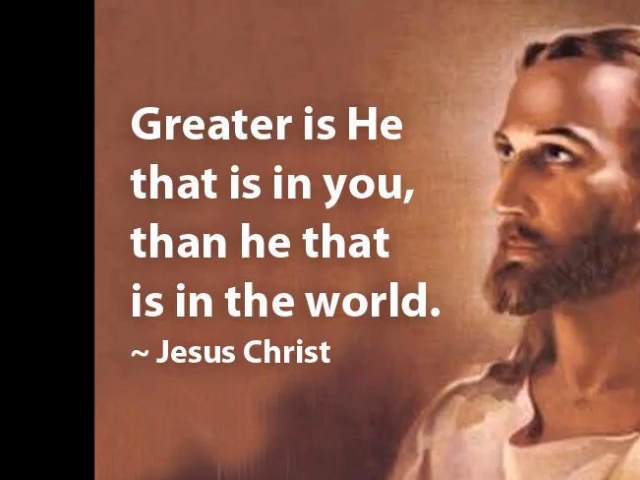 Greater is He
that is in you,
than he that
is in the world.
~ Jesus Christ